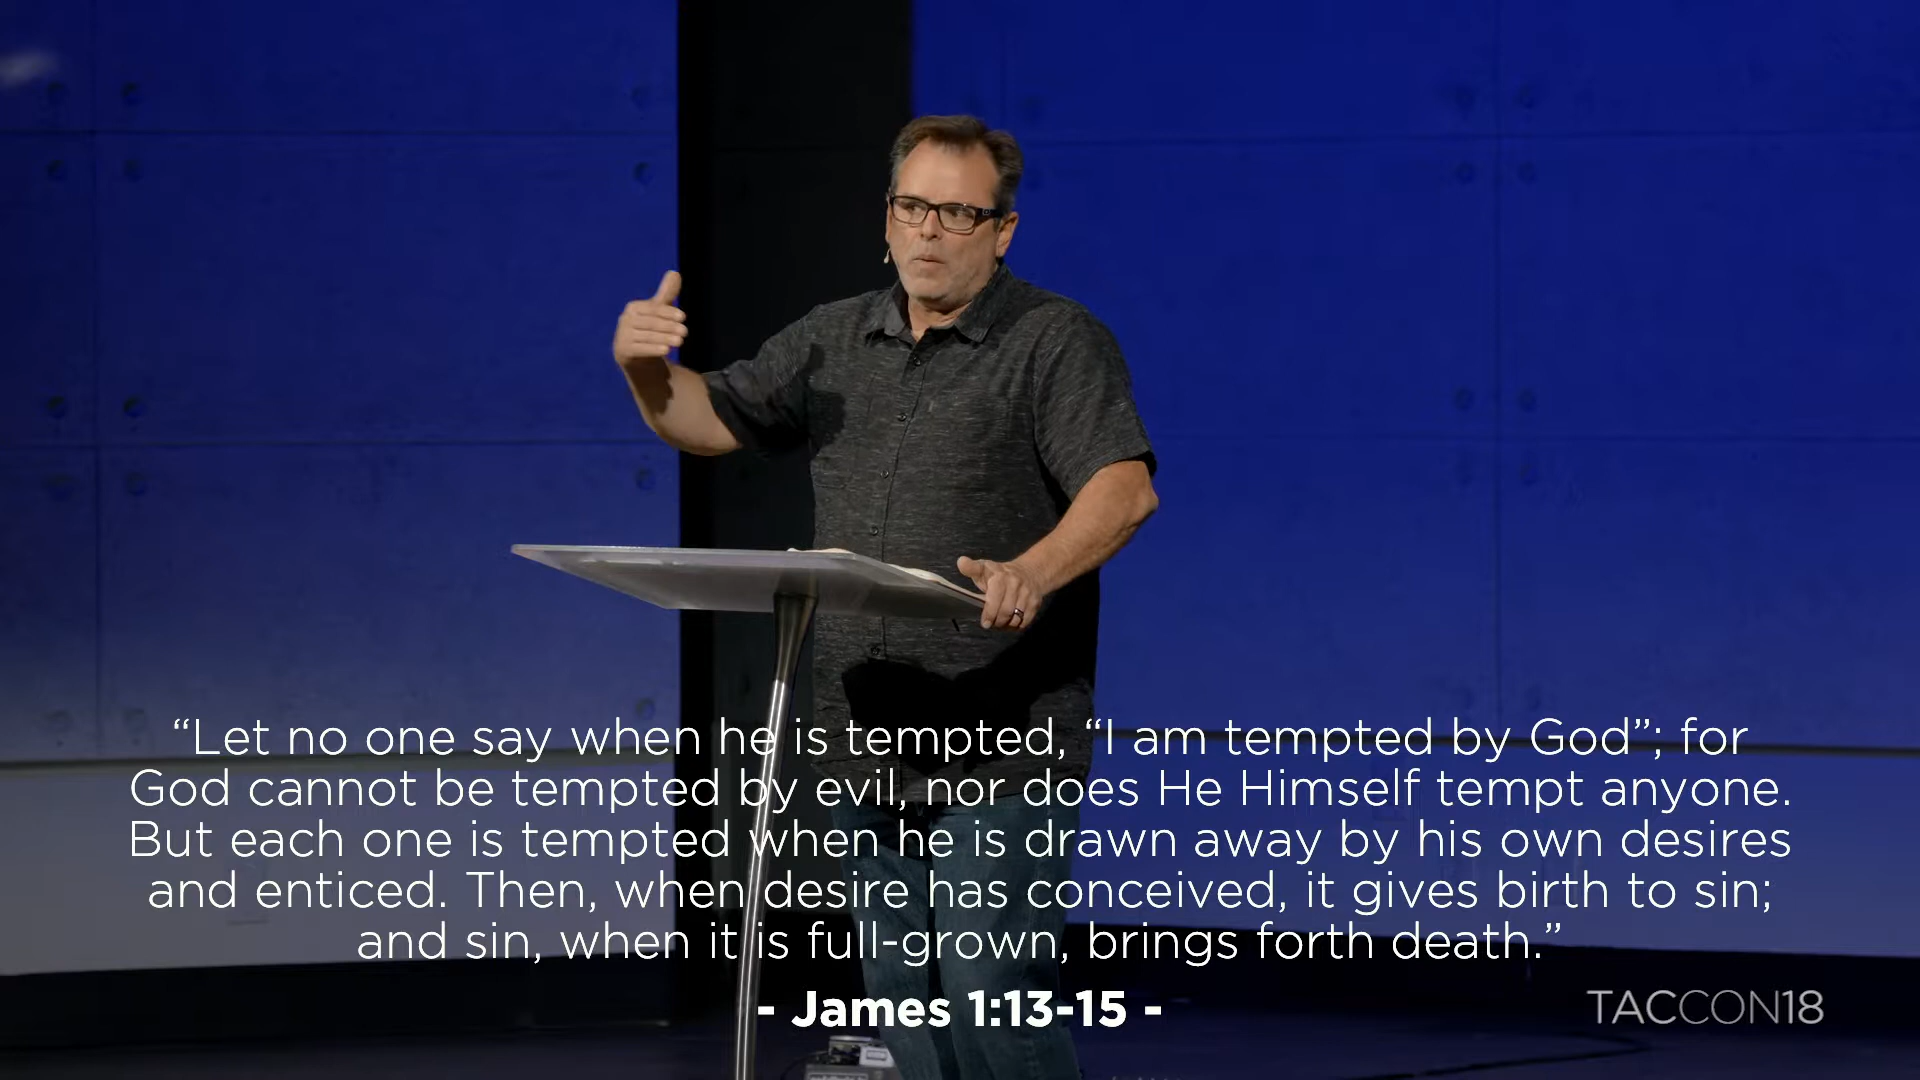 “Let no one say when he is tempted, “I am tempted by God”; for
God cannot be tempted by evil, nor does He Himself tempt anyone.
But each one is tempted when he is drawn away by his own desires
and enticed. Then, when desire has conceived, it gives birth to sin;
and sin, when it is full-grown, brings forth death.”
- James 1:13-15 -
TACCON18